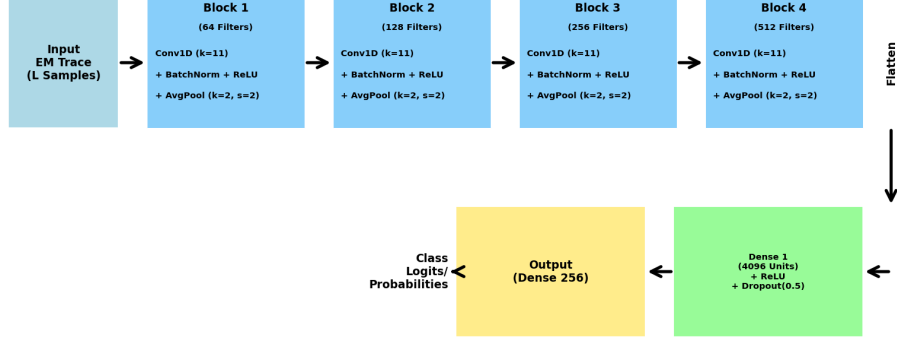 Input
EM Trace
(L Samples)
Block 1
(64 Filters)
Conv1D (k=11)
+ BatchNorm + ReLU
+ AvgPool (k=2, s=2)
Block 2
(128 Filters)
Conv1D (k=11)
+ BatchNorm + ReLU
+ AvgPool (k=2, s=2)
Block 3
(256 Filters)
Conv1D (k=11)
+ BatchNorm + ReLU
+ AvgPool (k=2, s=2)
Block 4
(512 Filters)
Conv1D (k=11)
+ BatchNorm + ReLU
+ AvgPool (k=2, s=2)
Flatten
Dense 1
(4096 Units)
+ ReLU
+ Dropout(0.5)
Output
(Dense 256)
Class
Logits/
Probabilities